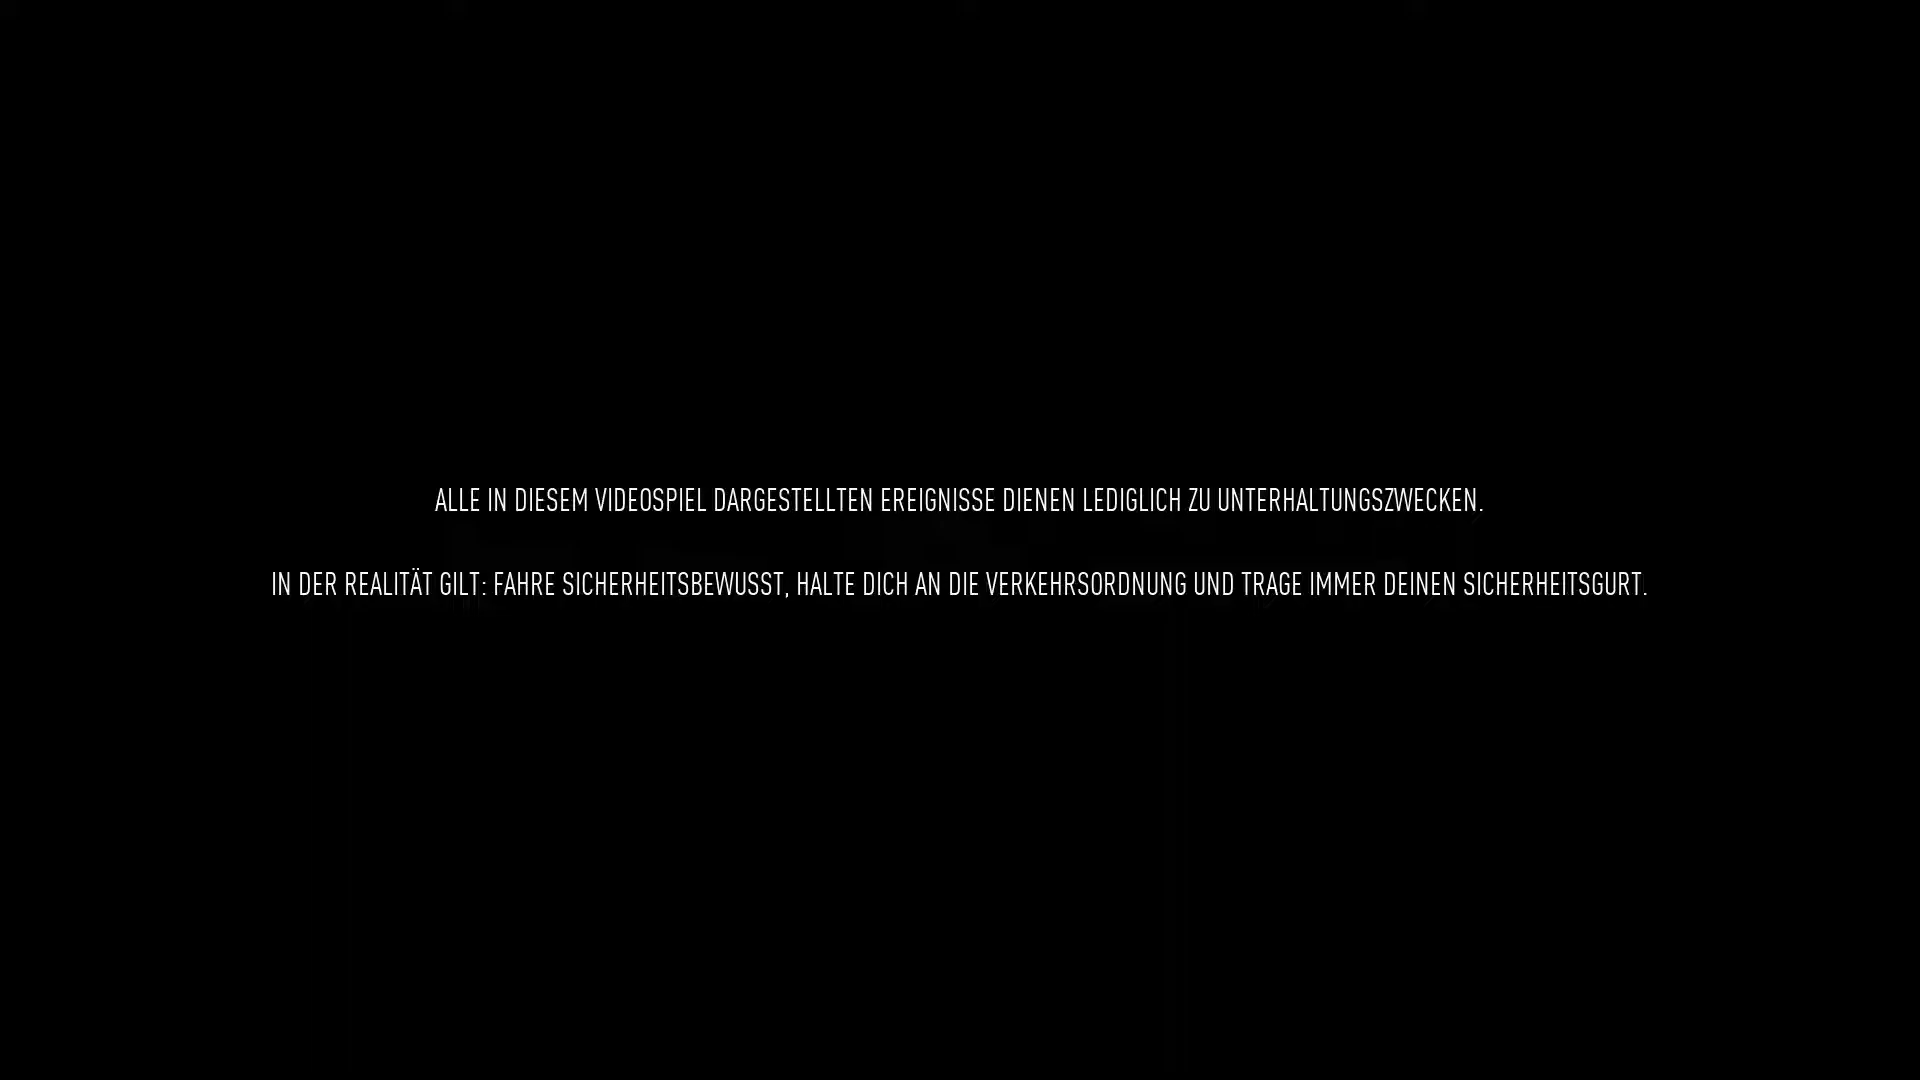 ALLE IN DIESEM VIDEOSPIEL DARGESTELLTEN EREIGNISSE DIENEN LEDIGLICH ZU UNTERHALTUNGSZWECKEN.
IN DER REALITÄT GILT: FAHRE SICHERHEITSBEWUSST, HALTE DICH AN DIE VERKEHRSORDNUNG UND TRAGE IMMER DEINEN SICHERHEITSGURT.